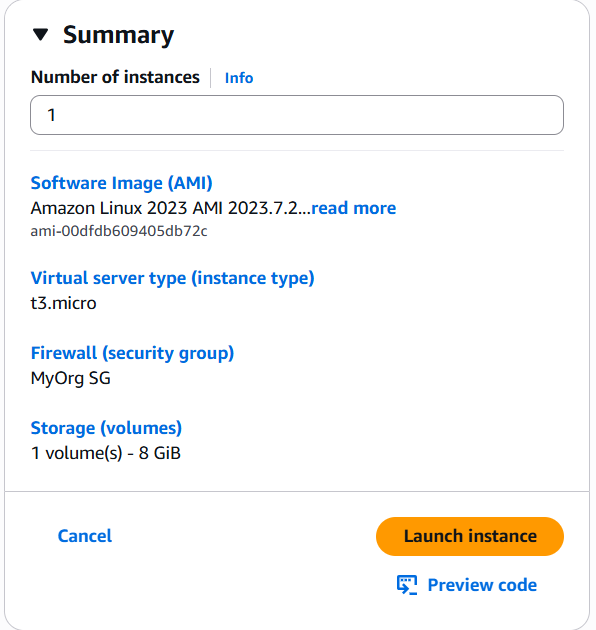 Summary
Number of instances Info
1
Software Image (AMI)
Amazon Linux 2023 AMI 2023.7.2...read more
ami-00dfdb609405db72c
Virtual server type (instance type)
t3.micro
Firewall (security group)
MyOrg SG
Storage (volumes)
1 volume(s) - 8 GiB
Cancel
Launch instance
Preview code